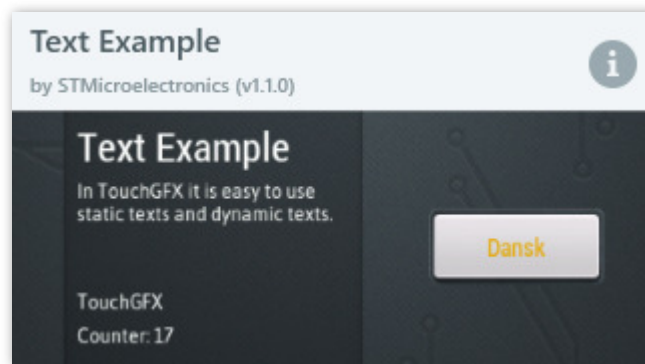 Text Example
by STMicroelectronics (v1.1.0)
Text Example
In TouchGFX it is easy to use
static texts and dynamic texts.
Dansk
TouchGFX
Counter: 17